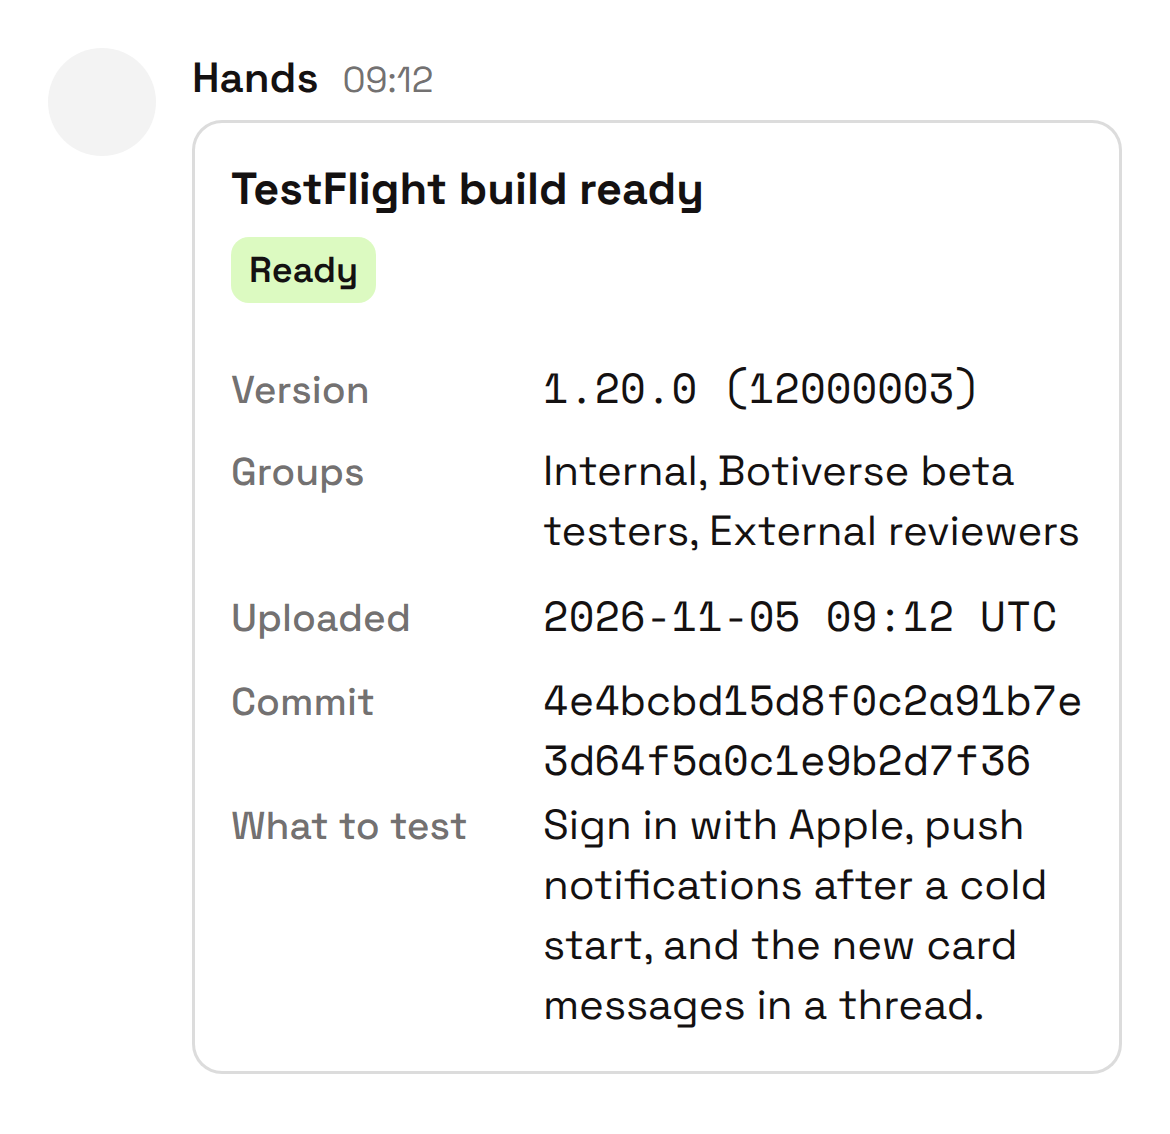 Hands 09:12
TestFlight build ready
Ready
Version 1.20.0 (12000003)
Groups Internal, Botiverse beta
testers, External reviewers
Uploaded 2026-11-05 09:12 UTC
Commit 4e4bcbd15d8f0c2a91b7e
3d64f5a0c1e9b2d7f36
What to test Sign in with Apple, push
notifications after a cold
start, and the new card
messages in a thread.